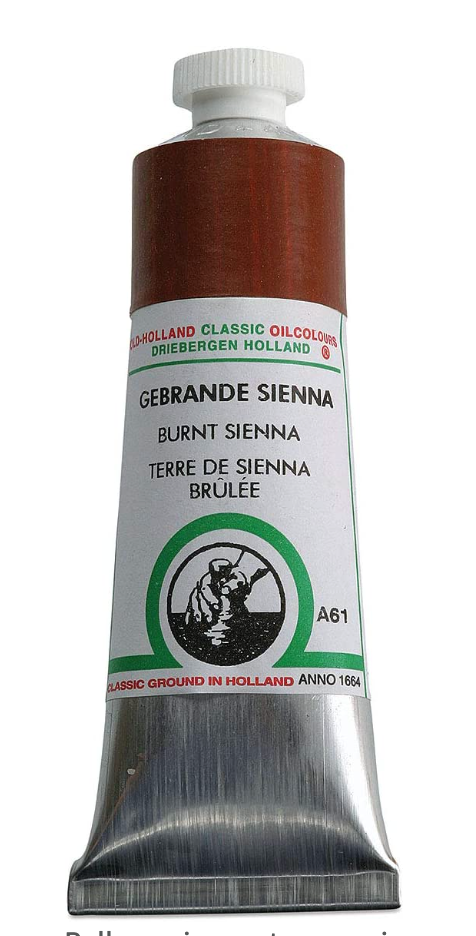 OLD-HOLLAND CLASSIC OILCOLOURS
DRIEBERGEN HOLLAND ®
GEBRANDE SIENNA
BURNT SIENNA
TERRE DE SIENNA
BRÛLÉE
A61
CLASSIC GROUND IN HOLLAND ANNO 1664